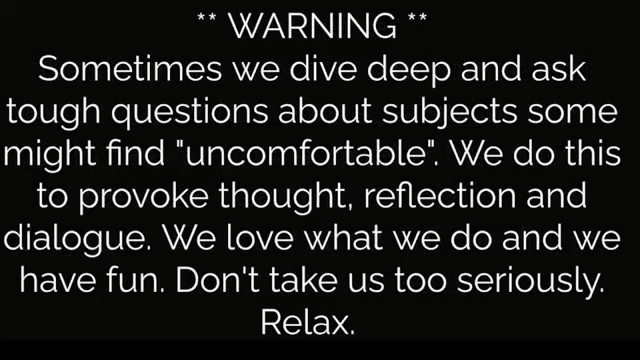 ** WARNING **
Sometimes we dive deep and ask
tough questions about subjects some
might find "uncomfortable". We do this
to provoke thought, reflection and
dialogue. We love what we do and we
have fun. Don't take us too seriously.
Relax.